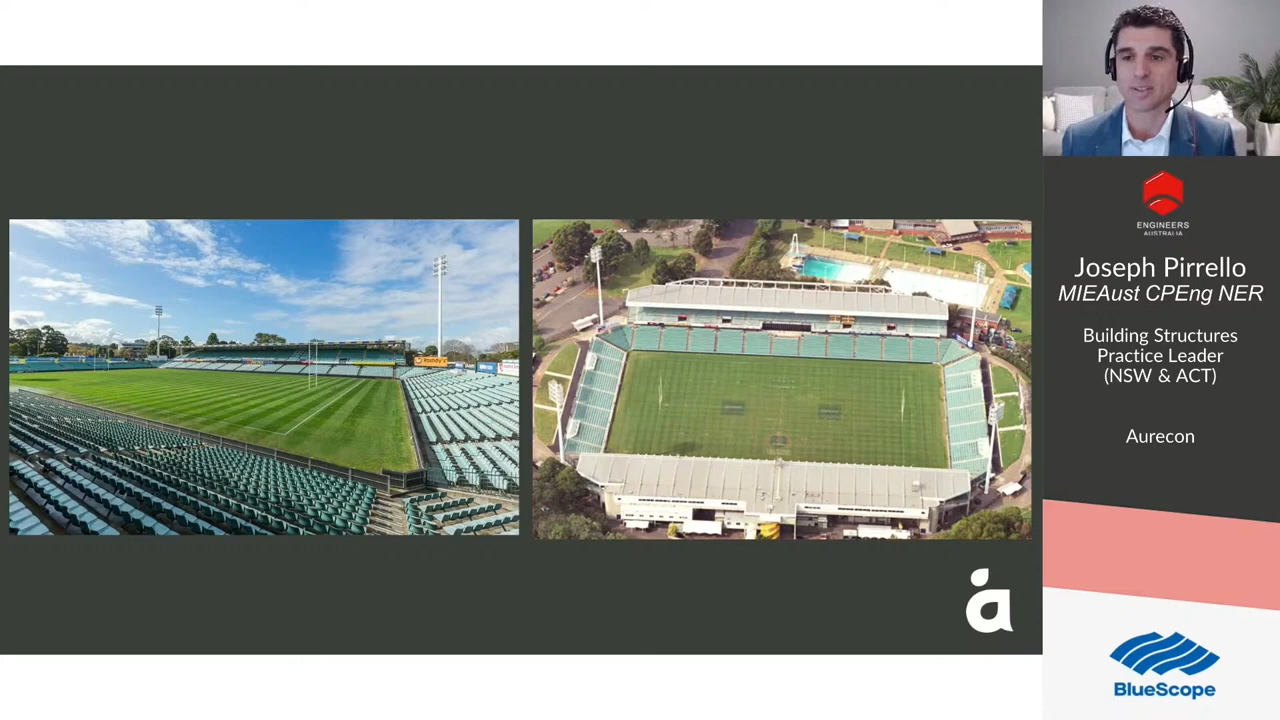 ENGINEERS
AUSTRALIA
Joseph Pirrello
MIEAust CPEng NER
Building Structures
Practice Leader
(NSW & ACT)
Aurecon
a
BlueScope